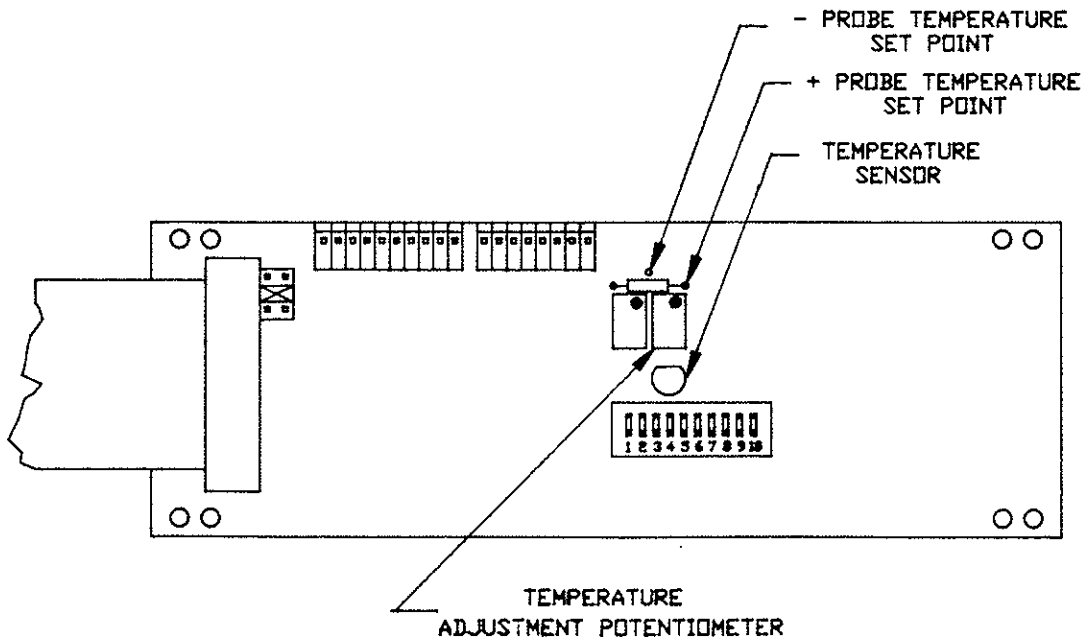 - PROBE TEMPERATURE
SET POINT
+ PROBE TEMPERATURE
SET POINT
TEMPERATURE
SENSOR
1 2 3 4 5 6 7 8 9 10
TEMPERATURE
ADJUSTMENT POTENTIOMETER